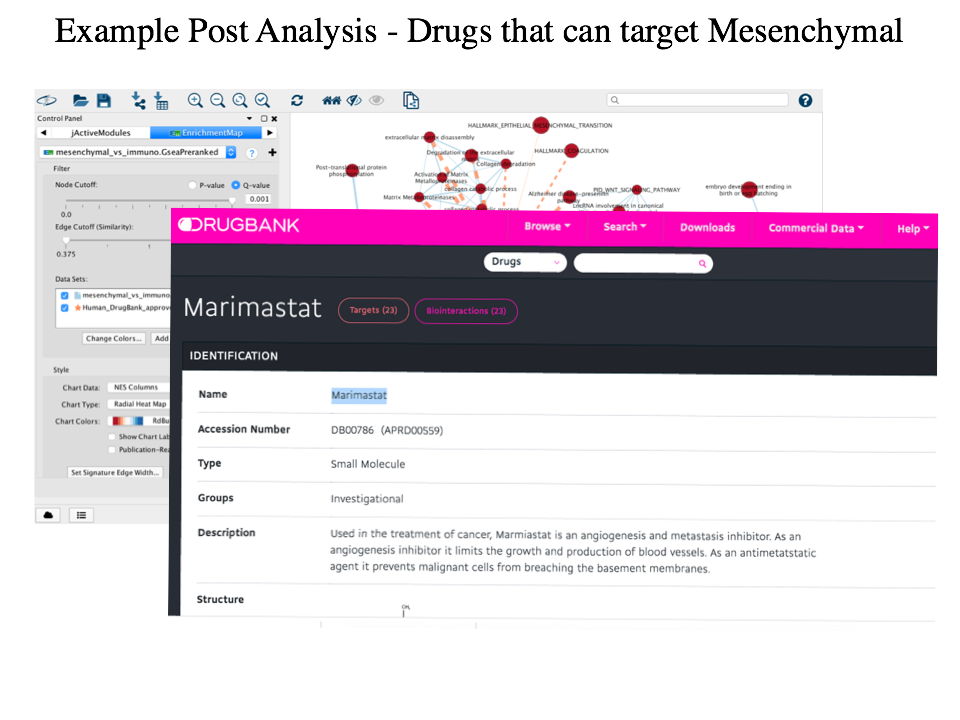 Example Post Analysis - Drugs that can target Mesenchymal
Control Panel
jActiveModules
EnrichmentMap
mesenchymal_vs_immuno.GseaPreranked
Filter
Node Cutoff:
P-value
Q-value
0.001
0.0
Edge Cutoff (Similarity):
0.375
Data Sets:
mesenchymal_vs_immuno
Human_DrugBank_approve
Change Colors...
Add
Style
Chart Data:
NES Columns
Chart Type:
Radial Heat Map
Chart Colors:
RdBu
Show Chart Lab
Publication-Rea
Set Signature Edge Width...
HALLMARK_EPITHELIAL_MESENCHYMAL_TRANSITION
extracellular matrix disassembly
HALLMARK_COAGULATION
Degradation of the extracellular
matrix
Collagen degradation
Post-translational protein
phosphorylation
Activation of Matrix
Metalloproteinases
collagen catabolic process
Matrix Metalloproteinases
Alzheimer disease-presenilin
pathway
PID_WNT_SIGNALING_PATHWAY
LncRNA involvement in canonical
embryo development ending in
birth or egg hatching
DRUGBANK
Browse
Search
Downloads
Commercial Data
Help
Drugs
Marimastat
Targets (23)
Biointeractions (23)
IDENTIFICATION
Name
Marimastat
Accession Number
DB00786 (APRD00559)
Type
Small Molecule
Groups
Investigational
Description
Used in the treatment of cancer, Marmiastat is an angiogenesis and metastasis inhibitor. As an
angiogenesis inhibitor it limits the growth and production of blood vessels. As an antimetatstatic
agent it prevents malignant cells from breaching the basement membranes.
Structure
CH₃